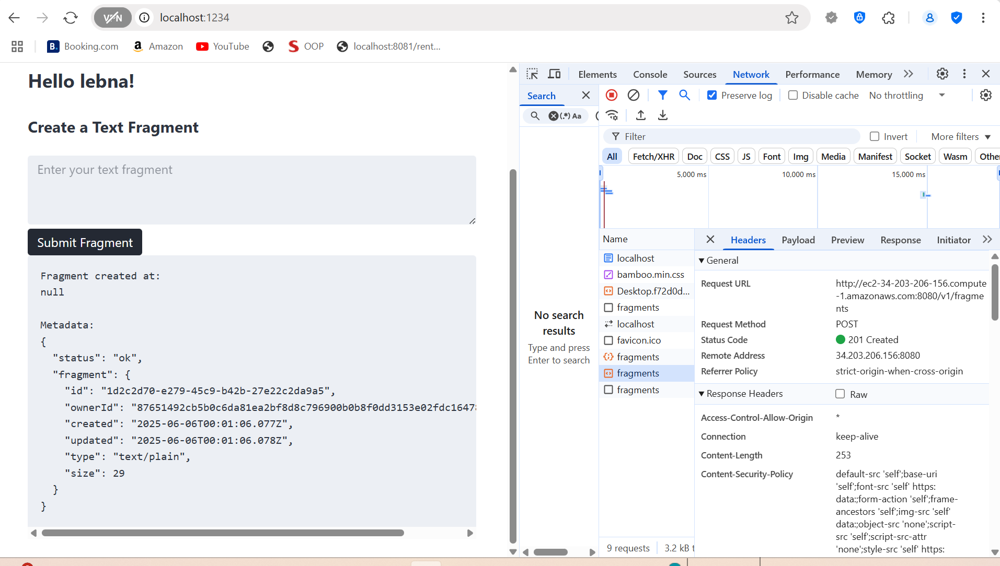 VPN
localhost:1234
B. Booking.com
a Amazon
YouTube
S OOP
localhost:8081/rent...
Hello lebna!
Create a Text Fragment
Enter your text fragment
Submit Fragment
Fragment created at:
null
Metadata:
{
"status": "ok",
"fragment": {
"id": "1d2c2d70-e279-45c9-b42b-27e22c2da9a5",
"ownerId": "87651492cb5b0c6da81ea2bf8d8c796900b0b8f0dd3153e02fdc16478
"created": "2025-06-06T00:01:06.077Z",
"updated": "2025-06-06T00:01:06.078Z",
"type": "text/plain",
"size": 29
}
}
Elements Console Sources Network Performance Memory
Search
Preserve log Disable cache No throttling
(.*) Aa
Filter
Invert More filters
All Fetch/XHR Doc CSS JS Font Img Media Manifest Socket Wasm Other
5,000 ms 10,000 ms 15,000 ms
No search
results
Type and press
Enter to search
Name
localhost
bamboo.min.css
Desktop.f72d0d...
fragments
localhost
favicon.ico
fragments
fragments
fragments
9 requests 3.2 kB t
Headers Payload Preview Response Initiator
General
Request URL http://ec2-34-203-206-156.compute
-1.amazonaws.com:8080/v1/fragme
nts
Request Method POST
Status Code 201 Created
Remote Address 34.203.206.156:8080
Referrer Policy strict-origin-when-cross-origin
Response Headers Raw
Access-Control-Allow-Origin *
Connection keep-alive
Content-Length 253
Content-Security-Policy default-src 'self';base-uri
'self';font-src 'self' https:
data:;form-action 'self';frame-
ancestors 'self';img-src 'self'
data:;object-src 'none';script-
src 'self';script-src-attr
'none';style-src 'self' https: